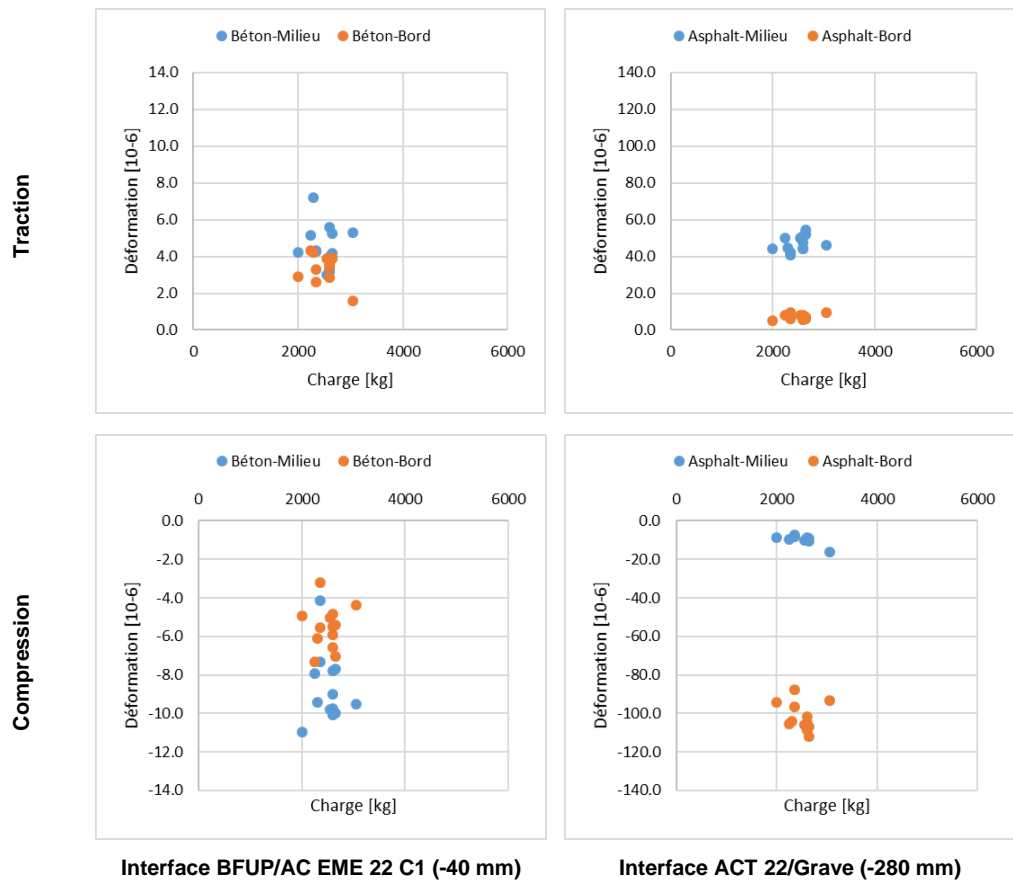 Traction
Béton-Milieu Béton-Bord
14.0
12.0
10.0
8.0
6.0
4.0
2.0
0.0
0 2000 4000 6000
Déformation [10-6]
Charge [kg]
Asphalt-Milieu Asphalt-Bord
140.0
120.0
100.0
80.0
60.0
40.0
20.0
0.0
0 2000 4000 6000
Déformation [10-6]
Charge [kg]
Compression
Béton-Milieu Béton-Bord
0 2000 4000 6000
0.0
-2.0
-4.0
-6.0
-8.0
-10.0
-12.0
-14.0
Déformation [10-6]
Charge [kg]
Asphalt-Milieu Asphalt-Bord
0 2000 4000 6000
0.0
-20.0
-40.0
-60.0
-80.0
-100.0
-120.0
-140.0
Déformation [10-6]
Charge [kg]
Interface BFUP/AC EME 22 C1 (-40 mm)
Interface ACT 22/Grave (-280 mm)